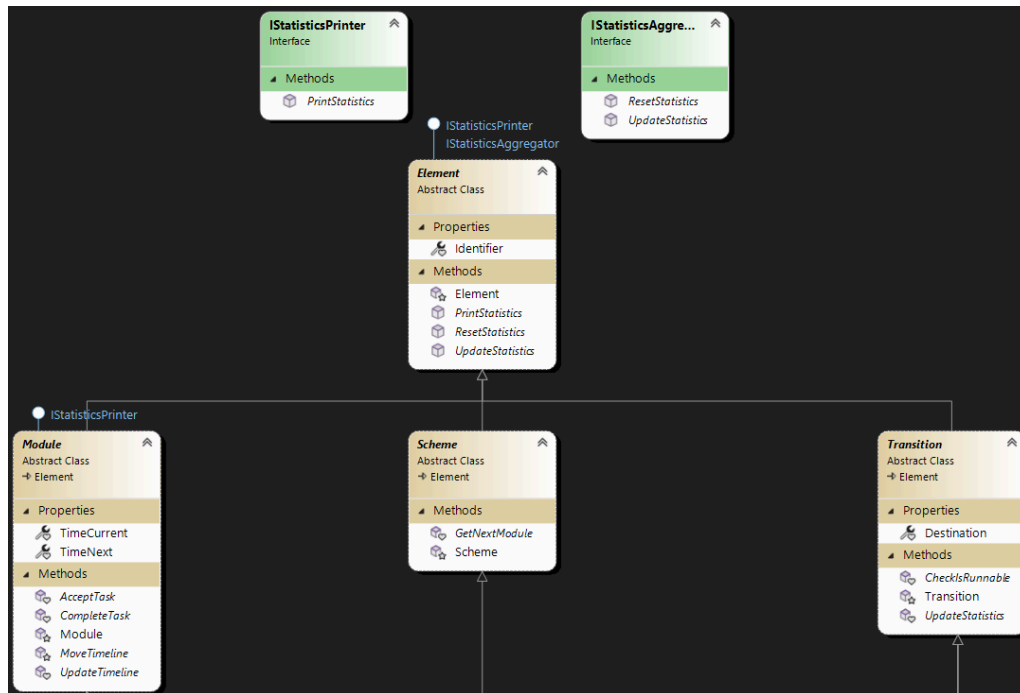 IStatisticsPrinter
Interface
Methods
PrintStatistics
IStatisticsAggre...
Interface
Methods
ResetStatistics
UpdateStatistics
IStatisticsPrinter
IStatisticsAggregator
Element
Abstract Class
Properties
Identifier
Methods
Element
PrintStatistics
ResetStatistics
UpdateStatistics
IStatisticsPrinter
Module
Abstract Class
Element
Properties
TimeCurrent
TimeNext
Methods
AcceptTask
CompleteTask
Module
MoveTimeline
UpdateTimeline
Scheme
Abstract Class
Element
Methods
GetNextModule
Scheme
Transition
Abstract Class
Element
Properties
Destination
Methods
CheckIsRunnable
Transition
UpdateStatistics